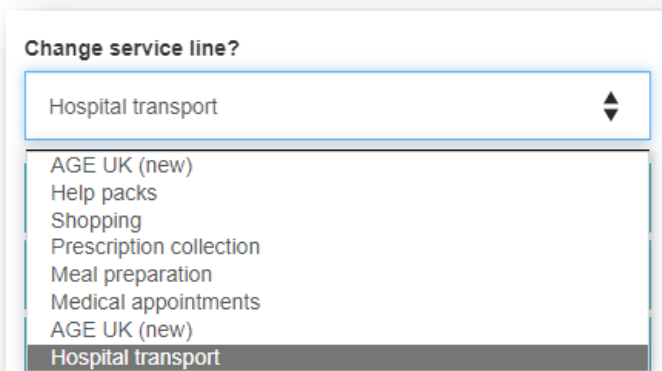 Change service line?
Hospital transport
AGE UK (new)
Help packs
Shopping
Prescription collection
Meal preparation
Medical appointments
AGE UK (new)
Hospital transport